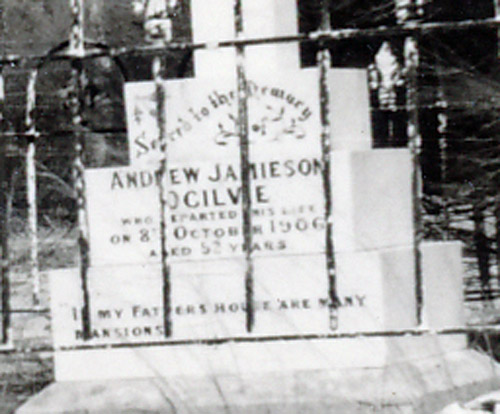 Sacred to the Memory
of
ANDREW JAMIESON
OGILVIE
WHO DEPARTED THIS LIFE
ON 8TH OCTOBER 1906
AGED 52 YEARS
"IN MY FATHERS HOUSE ARE MANY
MANSIONS